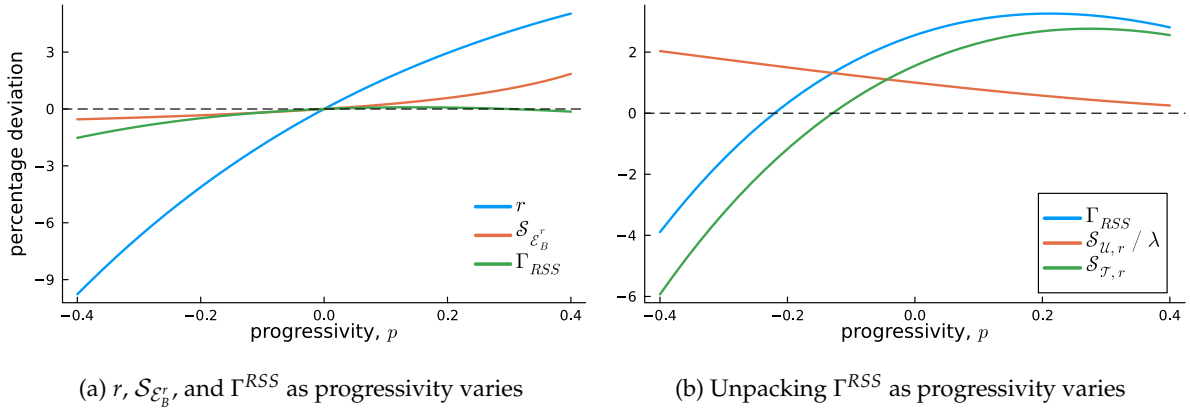 percentage deviation
3
0
−3
−6
−9
−0.4 −0.2 0.0 0.2 0.4
progressivity, p
r
S_{ℰ_B^r}
Γ_{RSS}
2
0
−2
−4
−6
−0.4 −0.2 0.0 0.2 0.4
progressivity, p
Γ_{RSS}
S_{𝒰, r} / λ
S_{𝒯, r}
(a) r, S_{ℰ_B^r}, and Γ^{RSS} as progressivity varies
(b) Unpacking Γ^{RSS} as progressivity varies